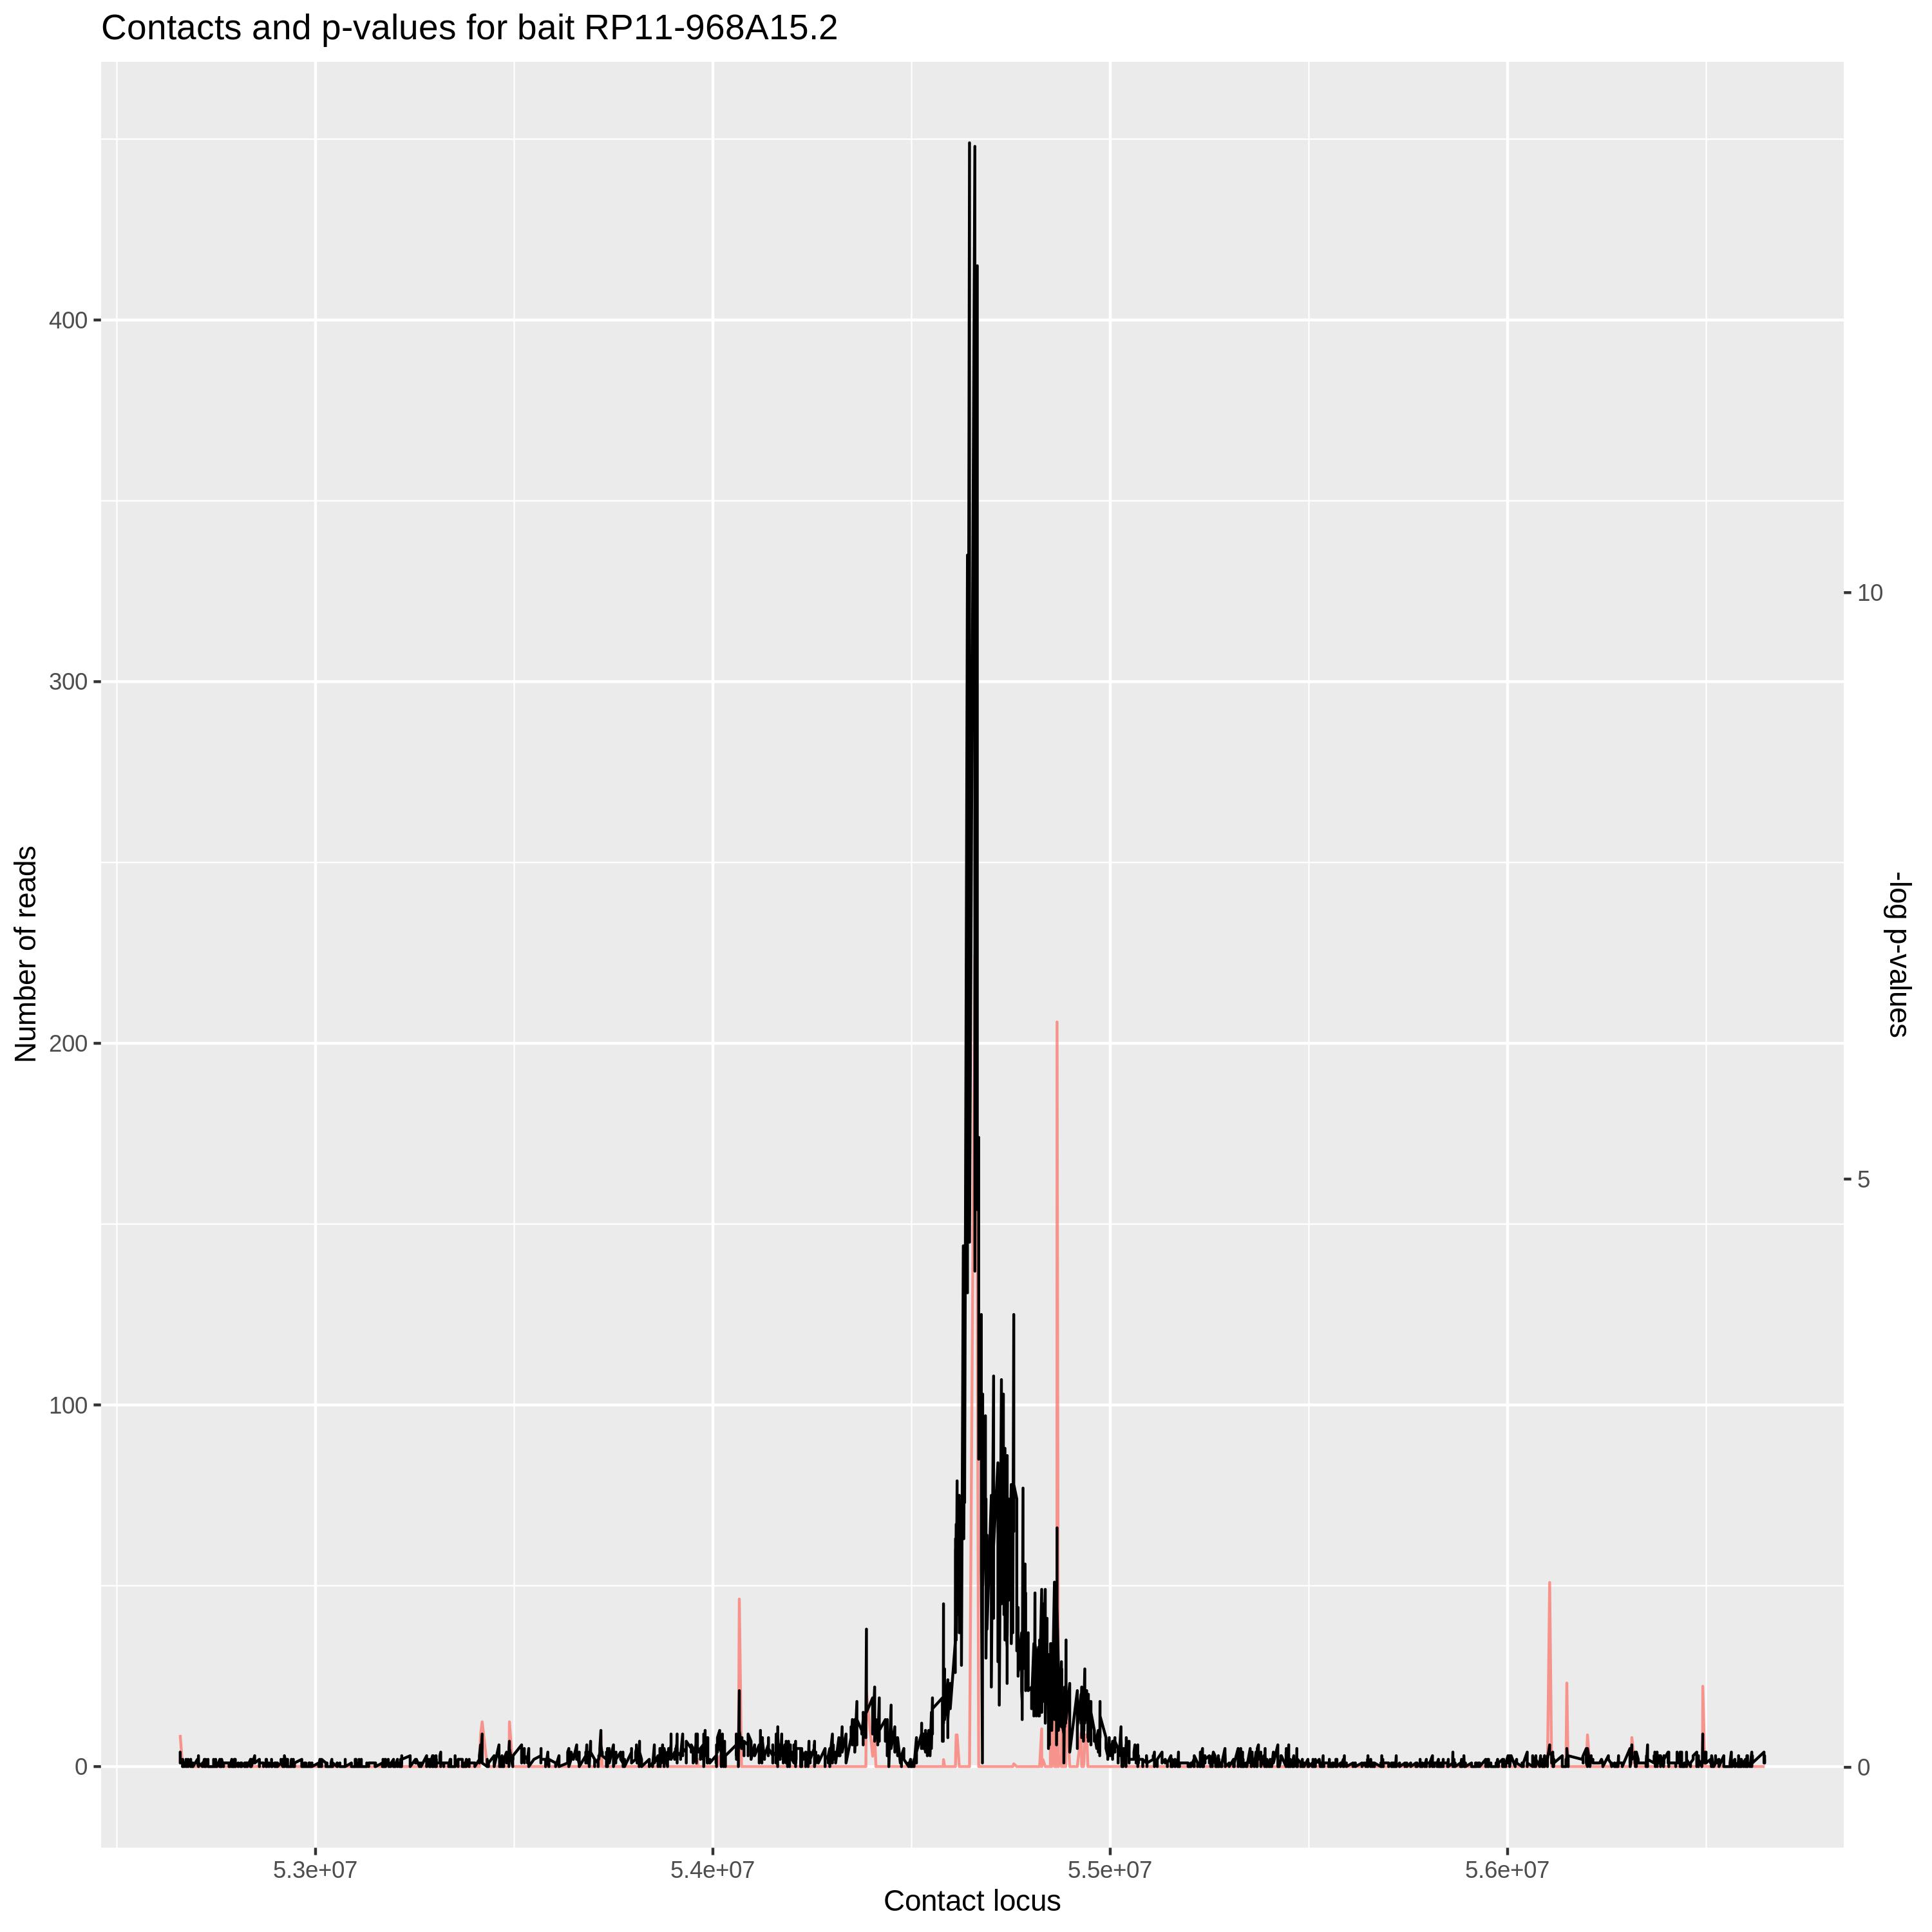 Contacts and p-values for bait RP11-968A15.2
400
300
200
100
0
Number of reads
10
5
0
-log p-values
5.3e+07
5.4e+07
5.5e+07
5.6e+07
Contact locus